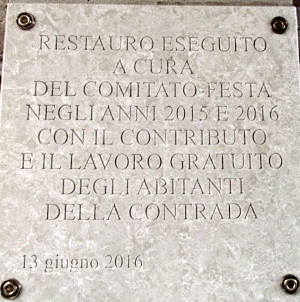 RESTAURO ESEGUITO
A CURA
DEL COMITATO-FESTA
NEGLI ANNI 2015 E 2016
CON IL CONTRIBUTO
E IL LAVORO GRATUITO
DEGLI ABITANTI
DELLA CONTRADA
13 giugno 2016